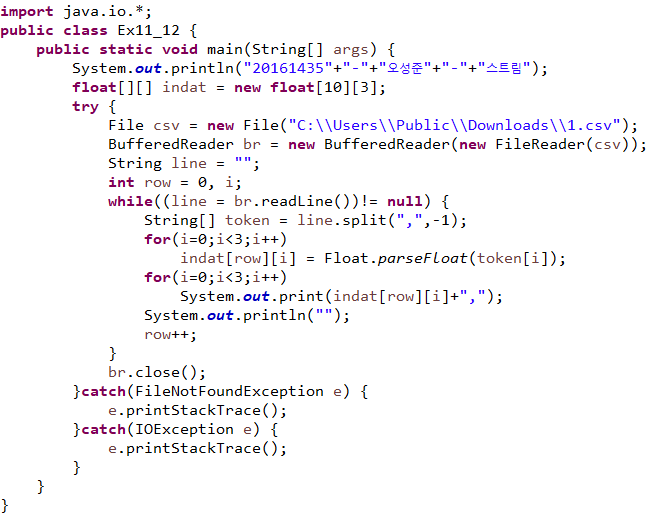 import java.io.*;
public class Ex11_12 {
    public static void main(String[] args) {
        System.out.println("20161435"+"-"+"오성준"+"-"+"스트림");
        float[][] indat = new float[10][3];
        try {
            File csv = new File("C:\\Users\\Public\\Downloads\\1.csv");
            BufferedReader br = new BufferedReader(new FileReader(csv));
            String line = "";
            int row = 0, i;
            while((line = br.readLine())!= null) {
                String[] token = line.split(",",-1);
                for(i=0;i<3;i++)
                    indat[row][i] = Float.parseFloat(token[i]);
                for(i=0;i<3;i++)
                    System.out.print(indat[row][i]+",");
                System.out.println("");
                row++;
            }
            br.close();
        }catch(FileNotFoundException e) {
            e.printStackTrace();
        }catch(IOException e) {
            e.printStackTrace();
        }
    }
}